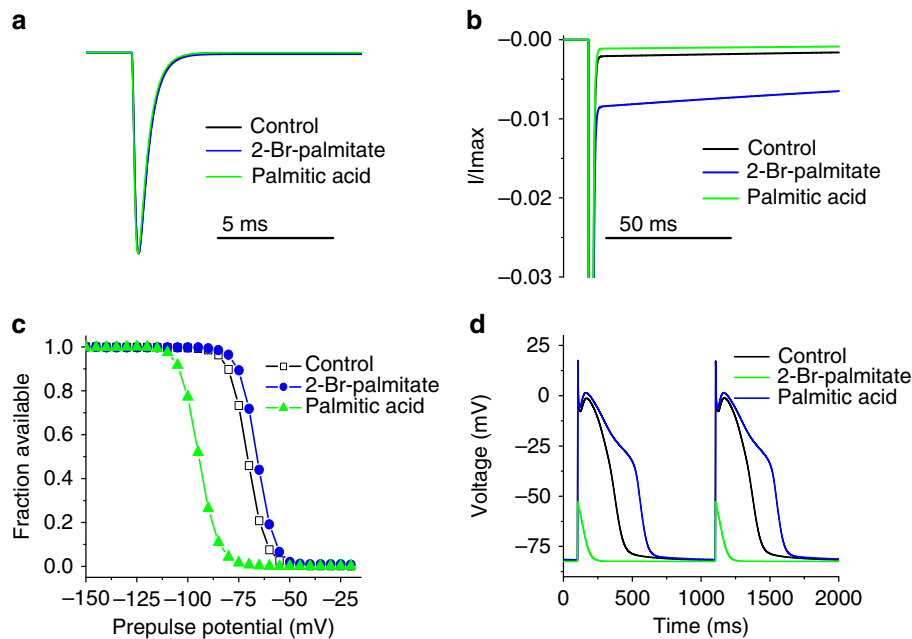 a
Control
2-Br-palmitate
Palmitic acid
5 ms
b
I/Imax
−0.00
−0.01
−0.02
−0.03
Control
2-Br-palmitate
Palmitic acid
50 ms
c
Fraction available
1.0
0.8
0.6
0.4
0.2
0.0
Control
2-Br-palmitate
Palmitic acid
−150 −125 −100 −75 −50 −25
Prepulse potential (mV)
d
Voltage (mV)
25
0
−25
−50
−75
Control
2-Br-palmitate
Palmitic acid
0 500 1000 1500 2000
Time (ms)